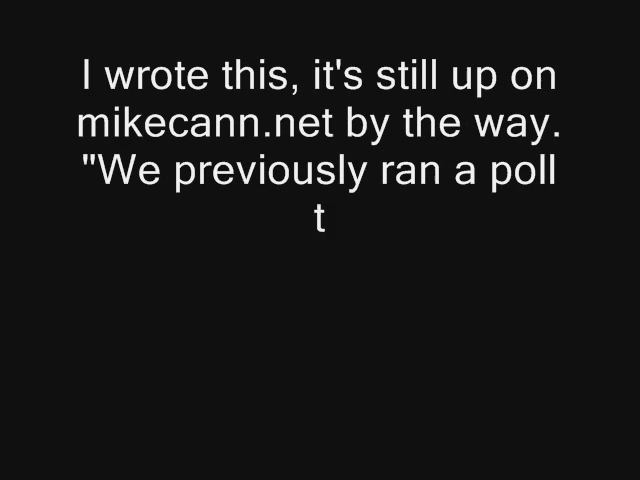 I wrote this, it's still up on
mikecann.net by the way.
"We previously ran a poll
t